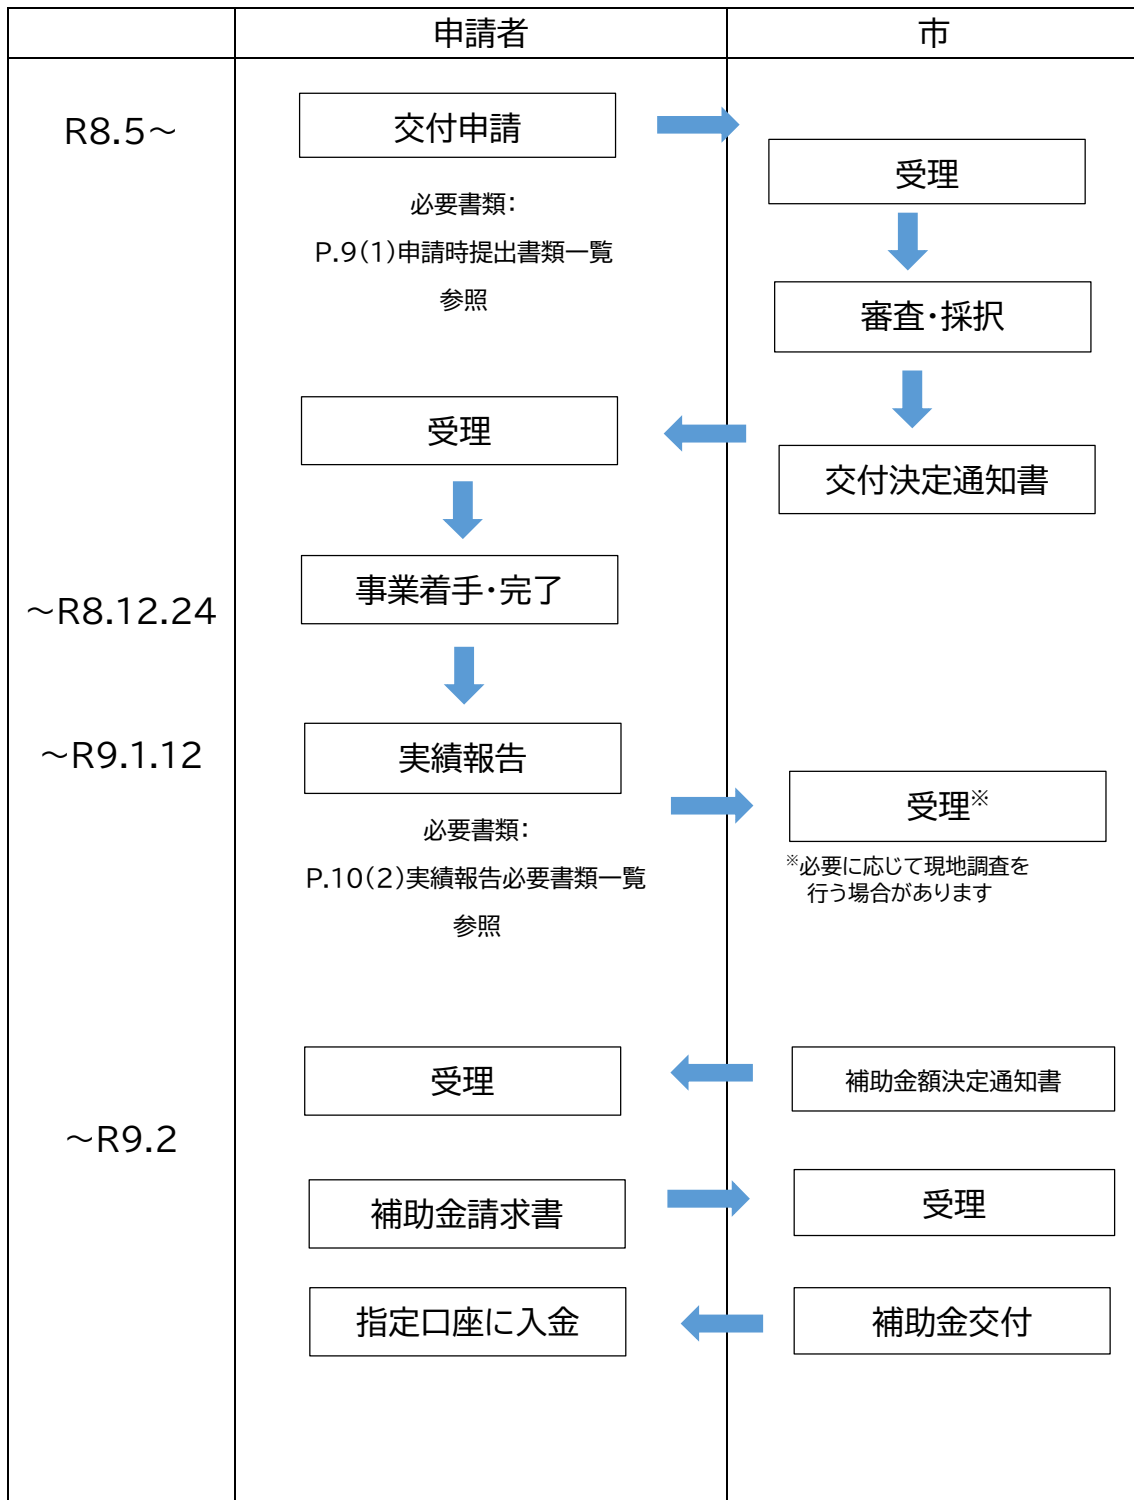 申請者
市
R8.5～
交付申請
受理
必要書類：
P.9(1)申請時提出書類一覧
参照
審査・採択
受理
交付決定通知書
事業着手・完了
～R8.12.24
～R9.1.12
実績報告
受理※
必要書類：
P.10(2)実績報告必要書類一覧
参照
※必要に応じて現地調査を
行う場合があります
受理
補助金額決定通知書
～R9.2
補助金請求書
受理
指定口座に入金
補助金交付